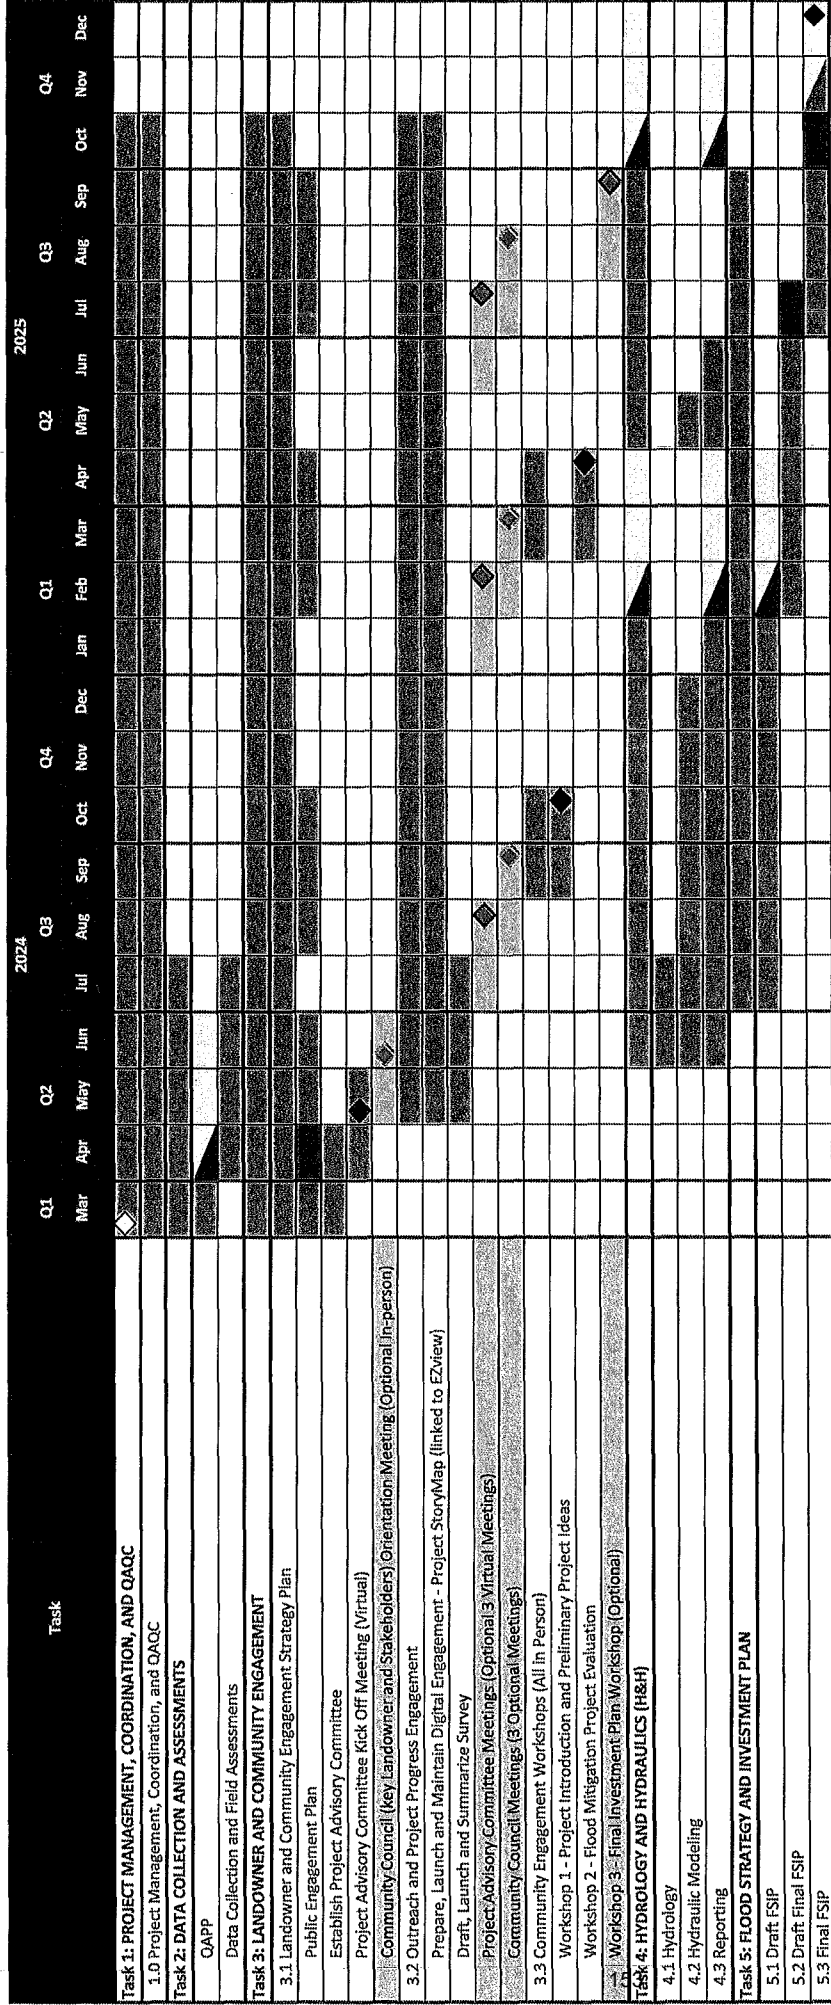 2024 2025
Q1 Q2 Q3 Q4 Q1 Q2 Q3 Q4
Task Mar Apr May Jun Jul Aug Sep Oct Nov Dec Jan Feb Mar Apr May Jun Jul Aug Sep Oct Nov Dec
Task 1: PROJECT MANAGEMENT, COORDINATION, AND QAQC
1.0 Project Management, Coordination, and QAQC
Task 2: DATA COLLECTION AND ASSESSMENTS
QAPP
Data Collection and Field Assessments
Task 3: LANDOWNER AND COMMUNITY ENGAGEMENT
3.1 Landowner and Community Engagement Strategy Plan
Public Engagement Plan
Establish Project Advisory Committee
Project Advisory Committee Kick Off Meeting (Virtual)
Community Council (key Landowner and Stakeholders) Orientation Meeting (Optional In-person)
3.2 Outreach and Project Progress Engagement
Prepare, Launch and Maintain Digital Engagement - Project StoryMap (linked to EZview)
Draft, Launch and Summarize Survey
Project Advisory Committee Meetings (Optional 3 Virtual Meetings)
Community Council Meetings (3 Optional Meetings)
3.3 Community Engagement Workshops (All in Person)
Workshop 1 - Project Introduction and Preliminary Project Ideas
Workshop 2 - Flood Mitigation Project Evaluation
Workshop 3 - Final Investment Plan Workshop (Optional)
Task 4: HYDROLOGY AND HYDRAULICS (H&H)
4.1 Hydrology
4.2 Hydraulic Modeling
4.3 Reporting
Task 5: FLOOD STRATEGY AND INVESTMENT PLAN
5.1 Draft FSIP
5.2 Draft Final FSIP
5.3 Final FSIP